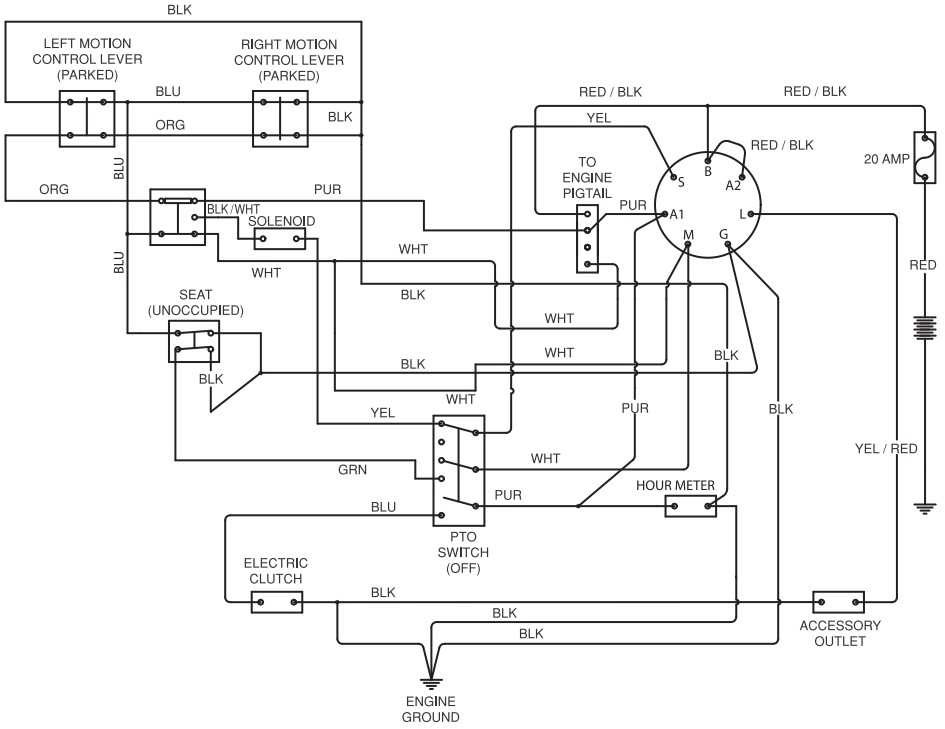 BLK
LEFT MOTION
CONTROL LEVER
(PARKED)
RIGHT MOTION
CONTROL LEVER
(PARKED)
BLU
BLK
ORG
RED / BLK
RED / BLK
YEL
RED / BLK
20 AMP
TO
ENGINE
PIGTAIL
BLU
ORG
PUR
S
B
A2
PUR
BLK / WHT
SOLENOID
A1
L
M
G
WHT
WHT
BLU
BLK
RED
SEAT
(UNOCCUPIED)
WHT
WHT
BLK
BLK
BLK
WHT
YEL
PUR
BLK
YEL / RED
GRN
WHT
HOUR METER
PUR
BLU
PTO
SWITCH
(OFF)
ELECTRIC
CLUTCH
BLK
BLK
BLK
ACCESSORY
OUTLET
ENGINE
GROUND